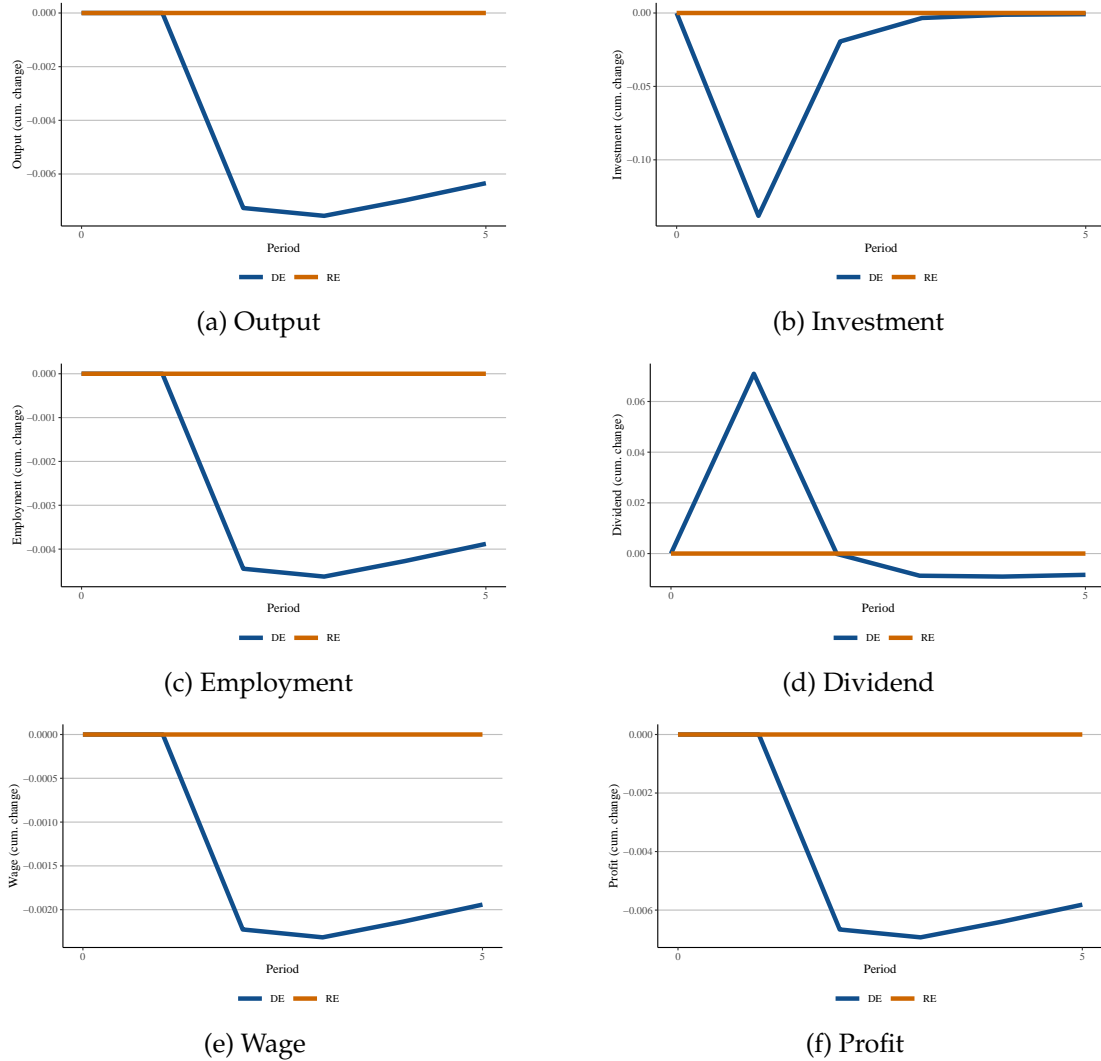 Output (cum. change)
0.000
−0.002
−0.004
−0.006
0
5
Period
DE RE
(a) Output
Investment (cum. change)
0.00
−0.05
−0.10
0
5
Period
DE RE
(b) Investment
Employment (cum. change)
0.000
−0.001
−0.002
−0.003
−0.004
0
5
Period
DE RE
(c) Employment
Dividend (cum. change)
0.06
0.04
0.02
0.00
0
5
Period
DE RE
(d) Dividend
Wage (cum. change)
0.0000
−0.0005
−0.0010
−0.0015
−0.0020
0
5
Period
DE RE
(e) Wage
Profit (cum. change)
0.000
−0.002
−0.004
−0.006
0
5
Period
DE RE
(f) Profit